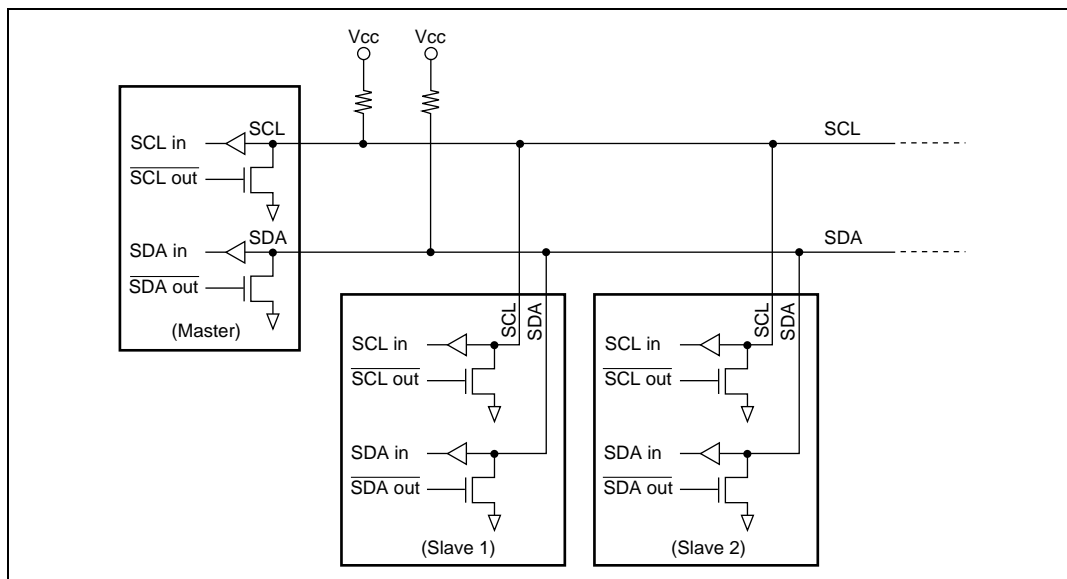 Vcc Vcc
SCL in SCL SCL
SCL out
SDA in SDA SDA
SDA out
(Master)
SCL SDA
SCL in
SCL out
SDA in
SDA out
(Slave 1)
SCL SDA
SCL in
SCL out
SDA in
SDA out
(Slave 2)